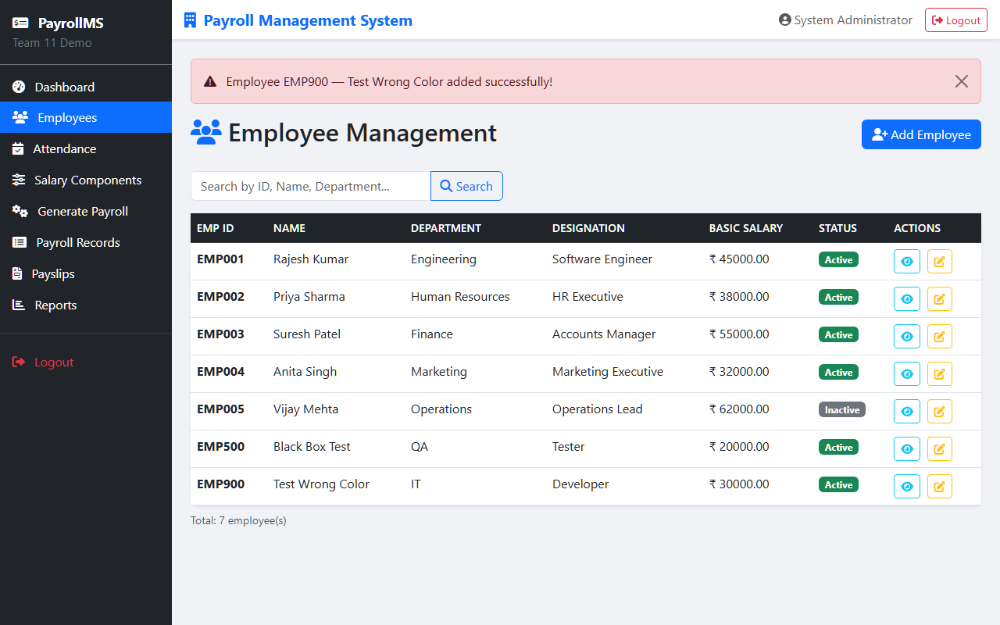 PayrollMS
Team 11 Demo
Dashboard
Employees
Attendance
Salary Components
Generate Payroll
Payroll Records
Payslips
Reports
Logout
Payroll Management System
System Administrator
Logout
Employee EMP900 — Test Wrong Color added successfully!
Employee Management
Add Employee
Search by ID, Name, Department...
Search
EMP ID NAME DEPARTMENT DESIGNATION BASIC SALARY STATUS ACTIONS
EMP001 Rajesh Kumar Engineering Software Engineer ₹ 45000.00 Active
EMP002 Priya Sharma Human Resources HR Executive ₹ 38000.00 Active
EMP003 Suresh Patel Finance Accounts Manager ₹ 55000.00 Active
EMP004 Anita Singh Marketing Marketing Executive ₹ 32000.00 Active
EMP005 Vijay Mehta Operations Operations Lead ₹ 62000.00 Inactive
EMP500 Black Box Test QA Tester ₹ 20000.00 Active
EMP900 Test Wrong Color IT Developer ₹ 30000.00 Active
Total: 7 employee(s)